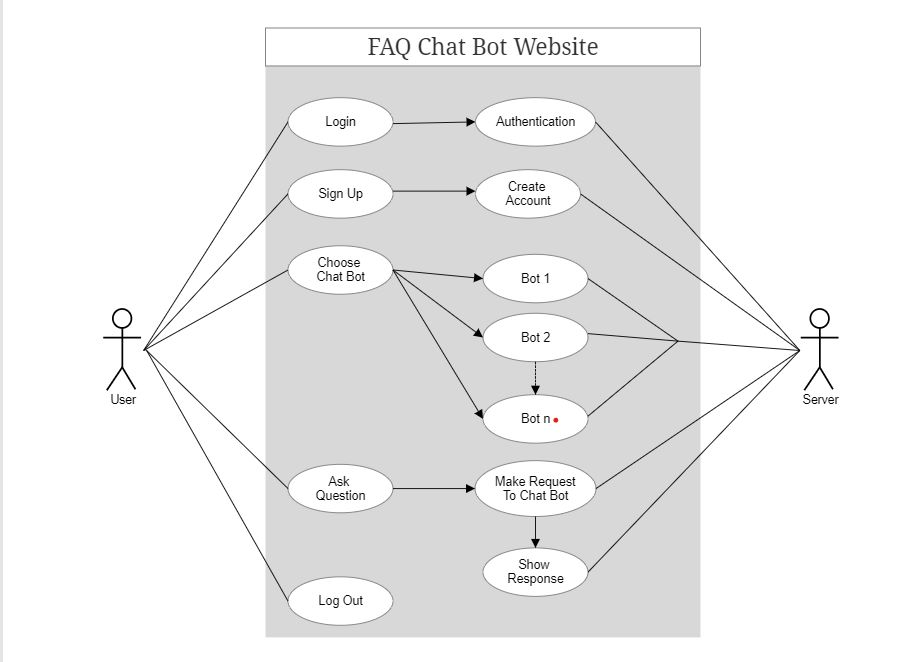 FAQ Chat Bot Website
Login
Authentication
Sign Up
Create
Account
Choose
Chat Bot
Bot 1
Bot 2
Bot n
User
Server
Ask
Question
Make Request
To Chat Bot
Show
Response
Log Out